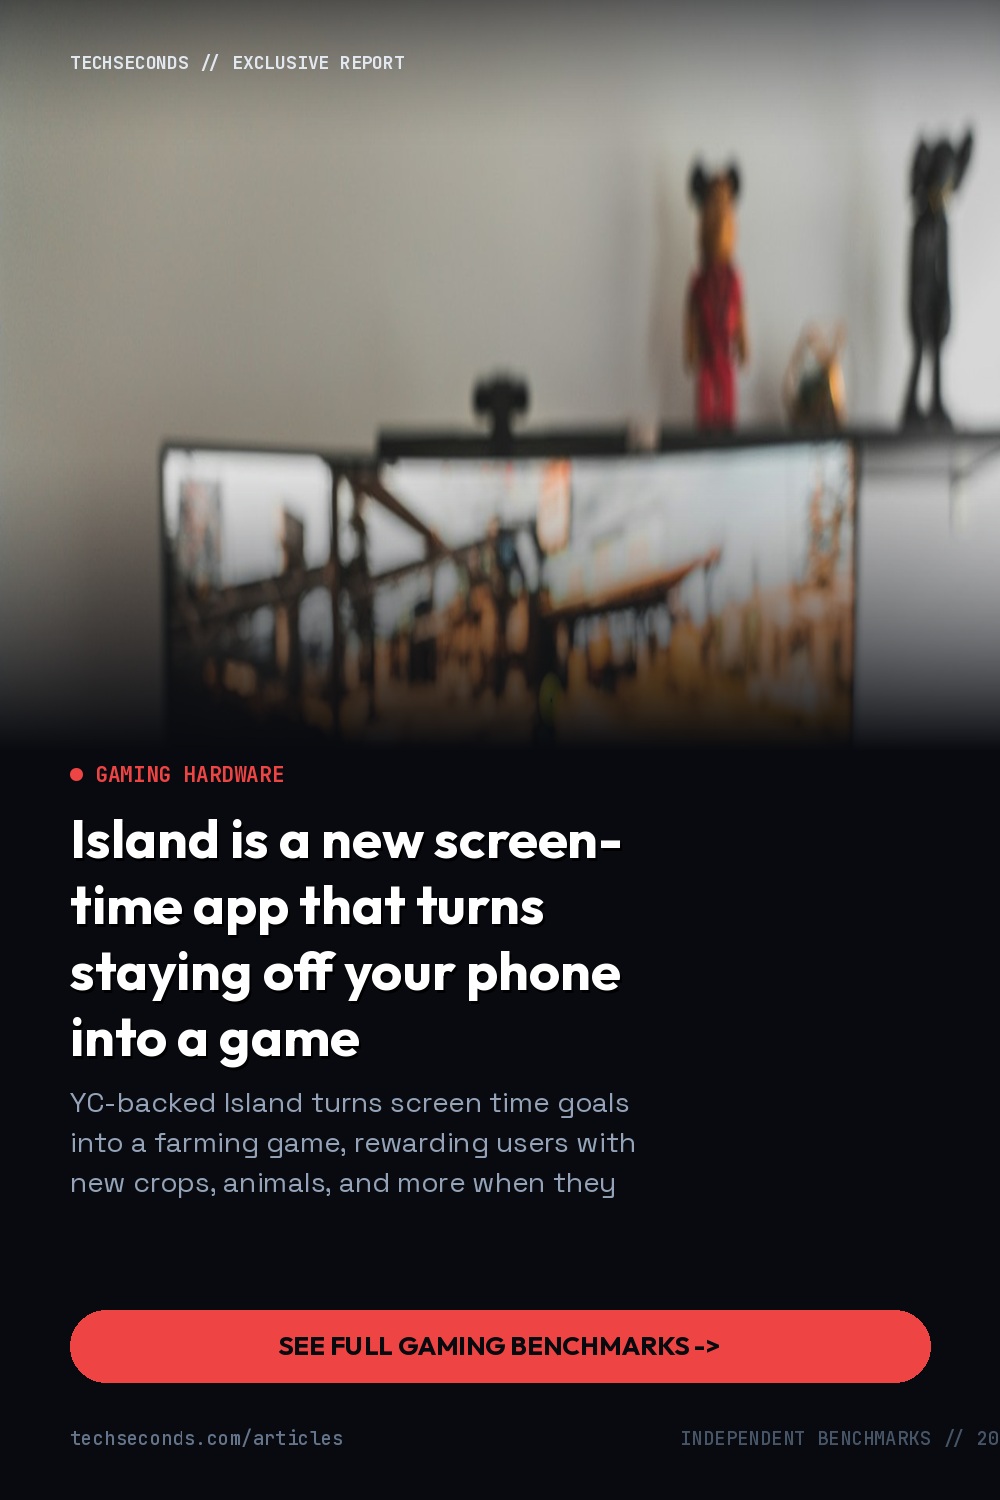 TECHSECONDS // EXCLUSIVE REPORT
GAMING HARDWARE
Island is a new screen-
time app that turns
staying off your phone
into a game
YC-backed Island turns screen time goals
into a farming game, rewarding users with
new crops, animals, and more when they
SEE FULL GAMING BENCHMARKS ->
techseconds.com/articles
INDEPENDENT BENCHMARKS // 20